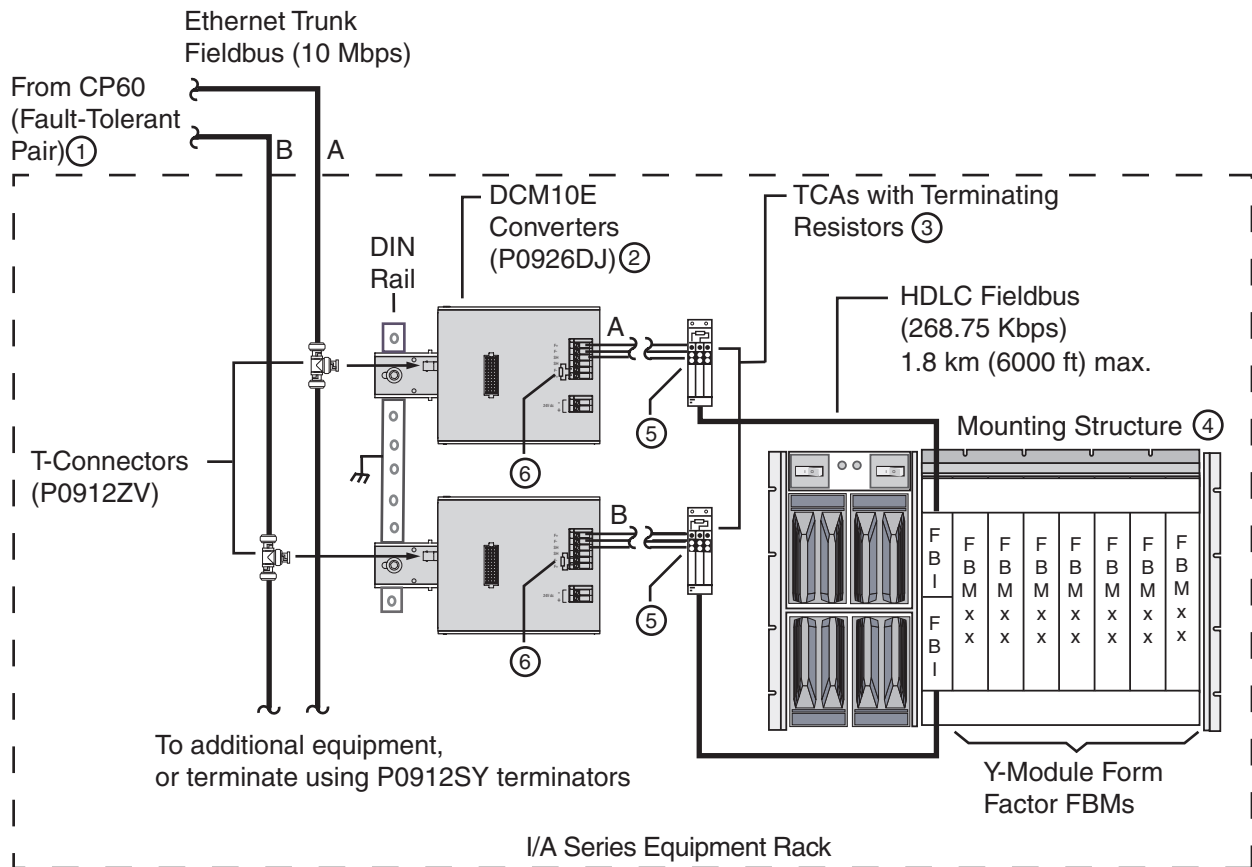 Ethernet Trunk
Fieldbus (10 Mbps)
From CP60
(Fault-Tolerant
Pair) 1
B
A
DCM10E
Converters
(P0926DJ) 2
TCAs with Terminating
Resistors 3
DIN
Rail
HDLC Fieldbus
(268.75 Kbps)
1.8 km (6000 ft) max.
A
5
6
Mounting Structure 4
T-Connectors
(P0912ZV)
B
5
6
FBI
FBI
FBMxx
FBMxx
FBMxx
FBMxx
FBMxx
FBMxx
FBMxx
To additional equipment,
or terminate using P0912SY terminators
Y-Module Form
Factor FBMs
I/A Series Equipment Rack